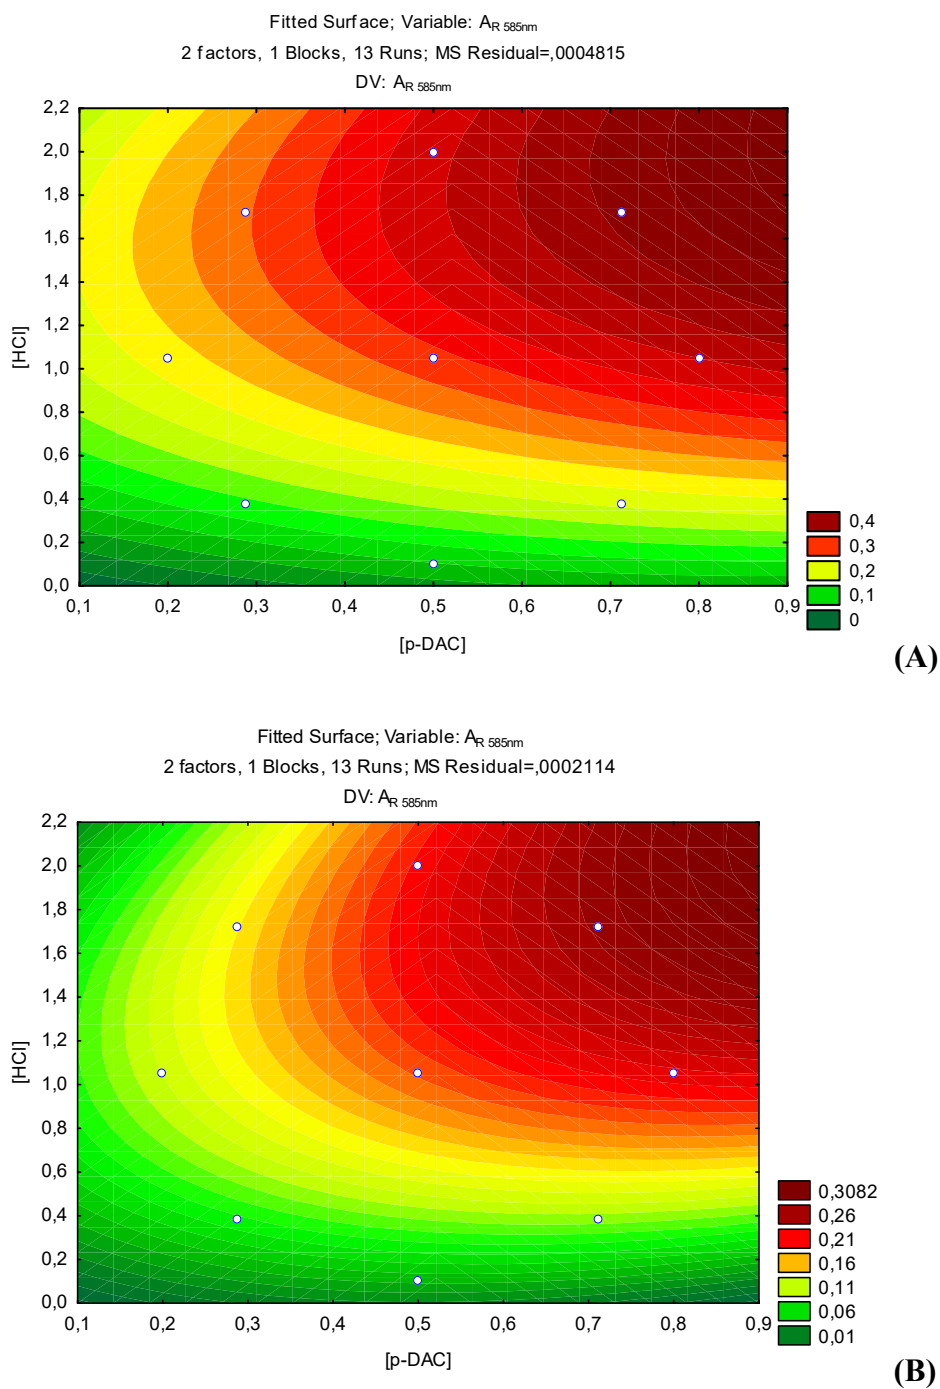 Fitted Surface; Variable: AR 585nm
2 factors, 1 Blocks, 13 Runs; MS Residual=,0004815
DV: AR 585nm
2,2
2,0
1,8
1,6
1,4
1,2
1,0
0,8
0,6
0,4
0,2
0,0
[HCl]
0,1 0,2 0,3 0,4 0,5 0,6 0,7 0,8 0,9
[p-DAC]
0,4
0,3
0,2
0,1
0
(A)
Fitted Surface; Variable: AR 585nm
2 factors, 1 Blocks, 13 Runs; MS Residual=,0002114
DV: AR 585nm
2,2
2,0
1,8
1,6
1,4
1,2
1,0
0,8
0,6
0,4
0,2
0,0
[HCl]
0,1 0,2 0,3 0,4 0,5 0,6 0,7 0,8 0,9
[p-DAC]
0,3082
0,26
0,21
0,16
0,11
0,06
0,01
(B)